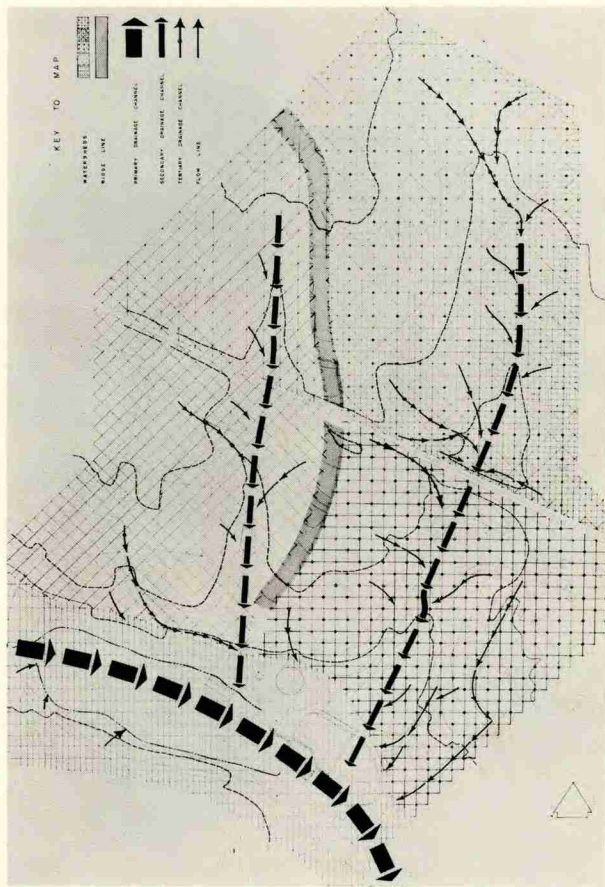 KEY TO MAP
WATERSHEDS
RIDGE LINE
PRIMARY DRAINAGE CHANNEL
SECONDARY DRAINAGE CHANNEL
TERTIARY DRAINAGE CHANNEL
FLOW LINE